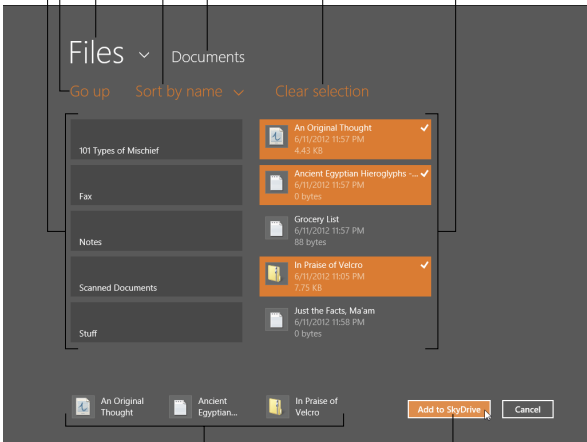 Files Documents
Go up Sort by name Clear selection
101 Types of Mischief
Fax
Notes
Scanned Documents
Stuff
An Original Thought
6/11/2012 11:57 PM
4.43 KB
Ancient Egyptian Hieroglyphs -...
6/11/2012 11:57 PM
0 bytes
Grocery List
6/11/2012 11:57 PM
88 bytes
In Praise of Velcro
6/11/2012 11:05 PM
7.75 KB
Just the Facts, Ma'am
6/11/2012 11:58 PM
0 bytes
An Original
Thought
Ancient
Egyptian...
In Praise of
Velcro
Add to SkyDrive
Cancel